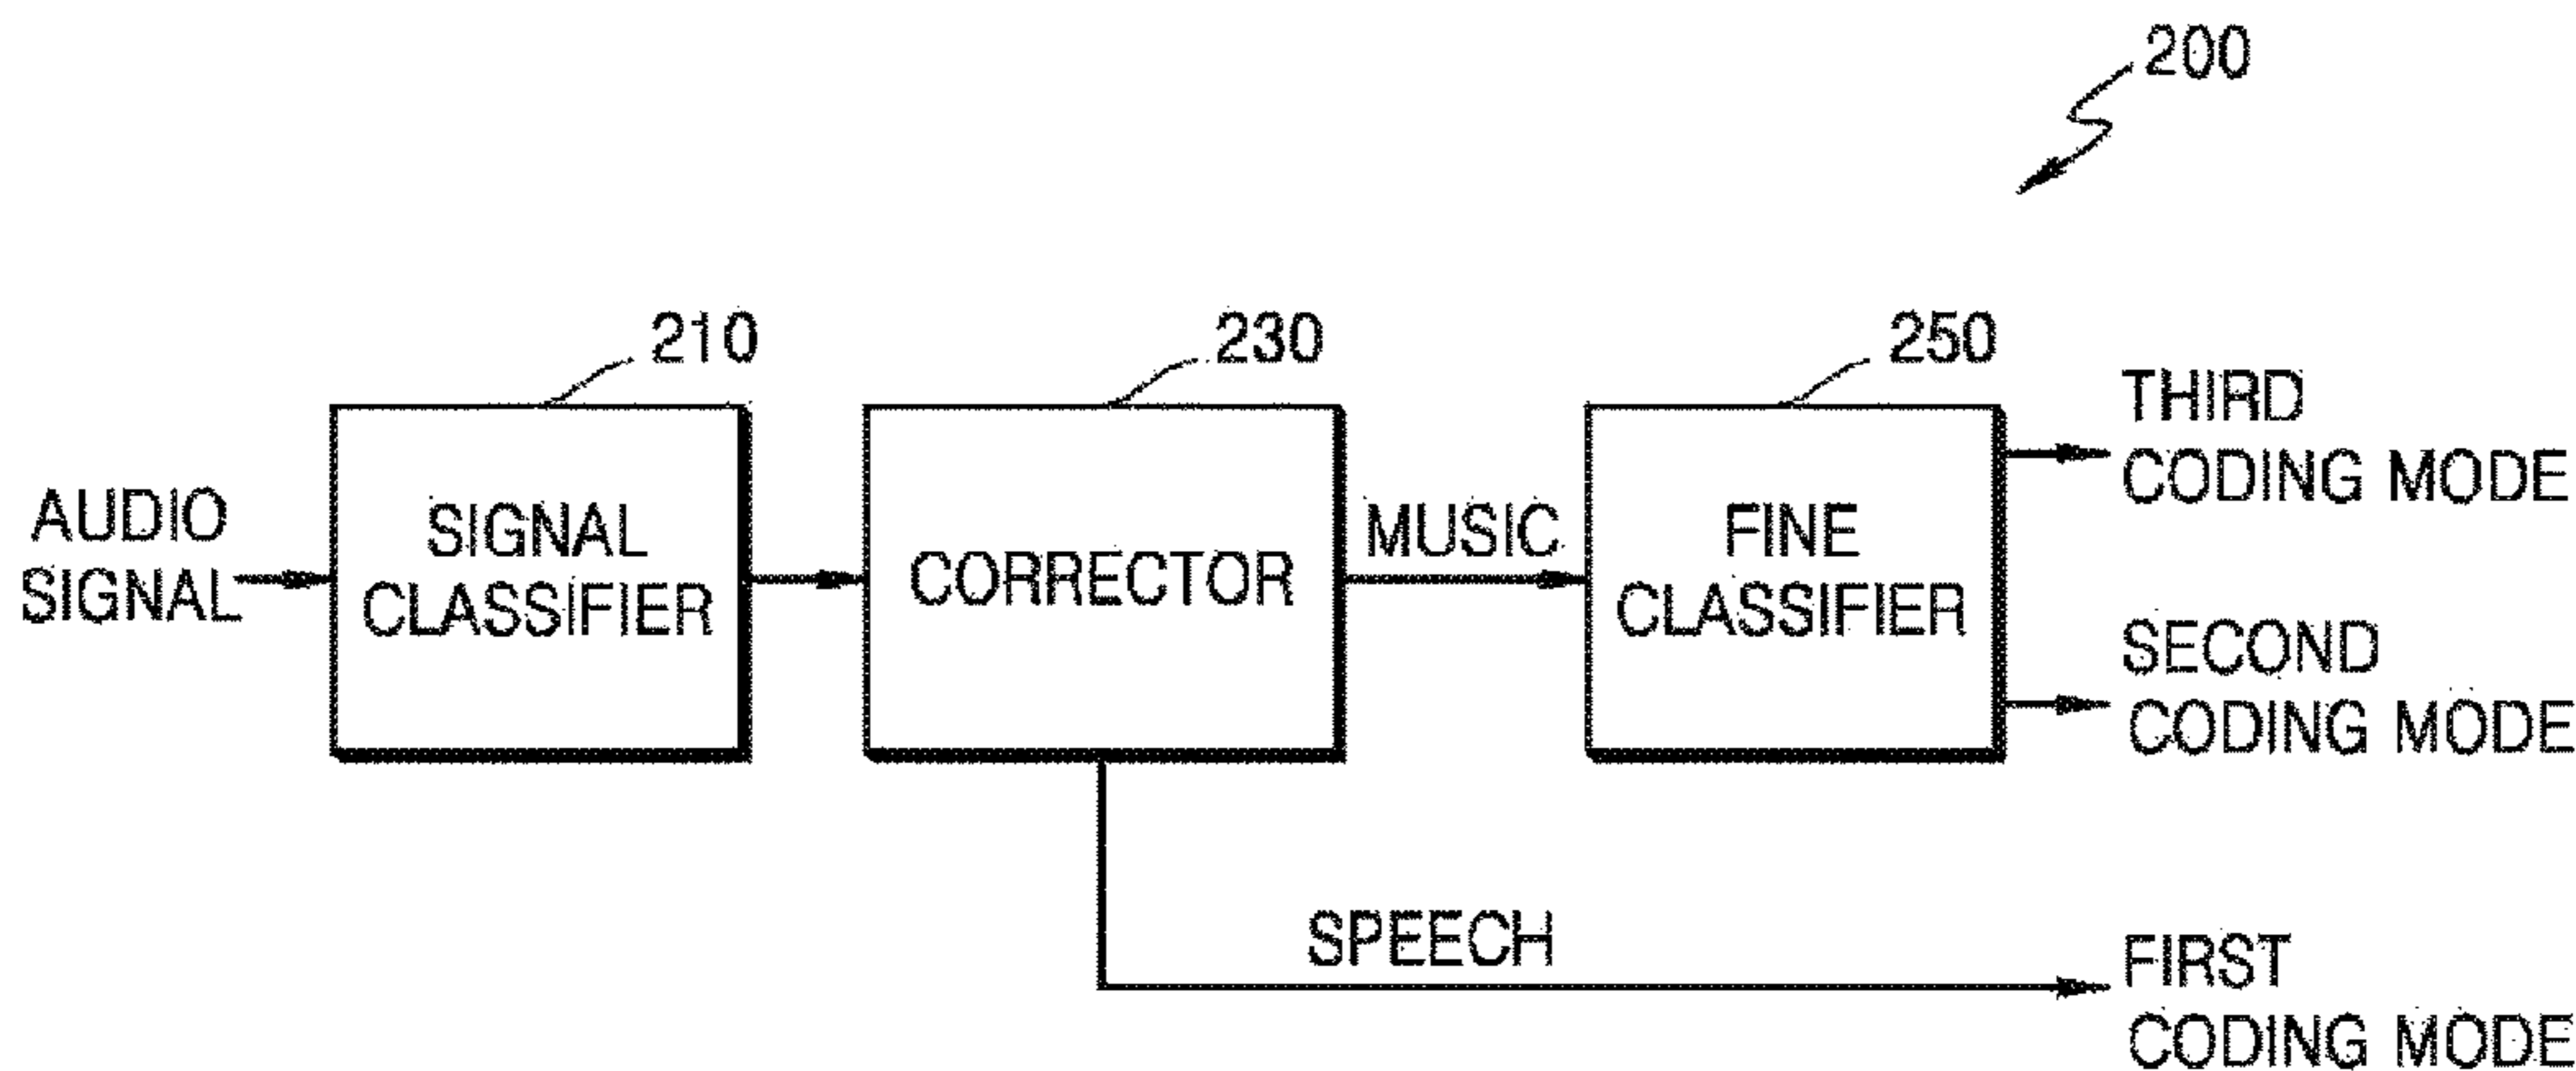 200
210
230
250
AUDIO
SIGNAL
SIGNAL
CLASSIFIER
CORRECTOR
MUSIC
FINE
CLASSIFIER
THIRD
CODING MODE
SECOND
CODING MODE
SPEECH
FIRST
CODING MODE